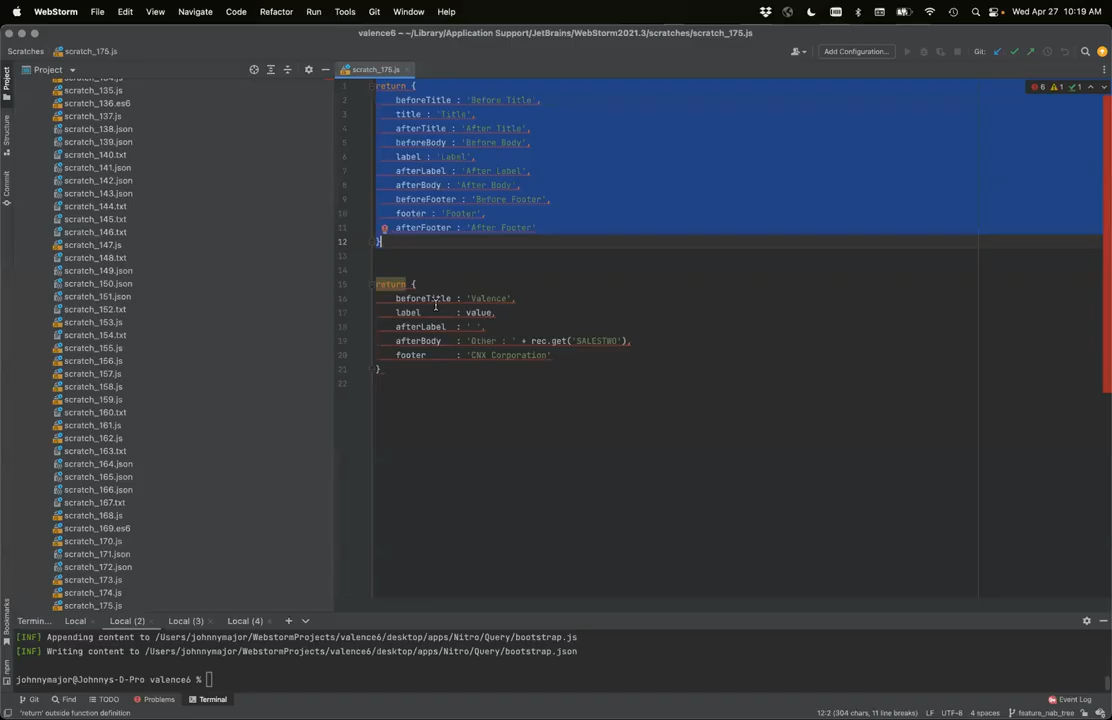 WebStorm File Edit View Navigate Code Refactor Run Tools Git Window Help Wed Apr 27 10:19 AM
valence6 – ~/Library/Application Support/JetBrains/WebStorm2021.3/scratches/scratch_175.js
Scratches scratch_175.js Add Configuration... Git:
Project
scratch_175.js
Project
Structure
Commit
Bookmarks
npm
scratch_134.js
scratch_135.js
scratch_136.es6
scratch_137.js
scratch_138.json
scratch_139.json
scratch_140.txt
scratch_141.json
scratch_142.json
scratch_143.json
scratch_144.txt
scratch_145.txt
scratch_146.txt
scratch_147.js
scratch_148.txt
scratch_149.json
scratch_150.json
scratch_151.json
scratch_152.txt
scratch_153.js
scratch_154.txt
scratch_155.js
scratch_156.js
scratch_157.js
scratch_158.js
scratch_159.js
scratch_160.txt
scratch_161.js
scratch_162.js
scratch_163.txt
scratch_164.json
scratch_165.json
scratch_166.json
scratch_167.txt
scratch_168.js
scratch_169.es6
scratch_170.js
scratch_171.json
scratch_172.json
scratch_173.js
scratch_174.js
scratch_175.js
6 1 1
1 return {
2 beforeTitle : 'Before Title',
3 title : 'Title',
4 afterTitle : 'After Title',
5 beforeBody : 'Before Body',
6 label : 'Label',
7 afterLabel : 'After Label',
8 afterBody : 'After Body',
9 beforeFooter : 'Before Footer',
10 footer : 'Footer',
11 afterFooter : 'After Footer'
12 }
13
14
15 return {
16 beforeTitle : 'Valence',
17 label : value,
18 afterLabel : ' ',
19 afterBody : 'Other : ' + rec.get('SALESTWO'),
20 footer : 'CNX Corporation'
21 }
22
Termin... Local Local (2) Local (3) Local (4)
[INF] Appending content to /Users/johnnymajor/WebstormProjects/valence6/desktop/apps/Nitro/Query/bootstrap.js
[INF] Writing content to /Users/johnnymajor/WebstormProjects/valence6/desktop/apps/Nitro/Query/bootstrap.json
johnnymajor@Johnnys-D-Pro valence6 %
Git Find TODO Problems Terminal Event Log
'return' outside function definition 12:2 (304 chars, 11 line breaks) LF UTF-8 4 spaces feature_nab_tree